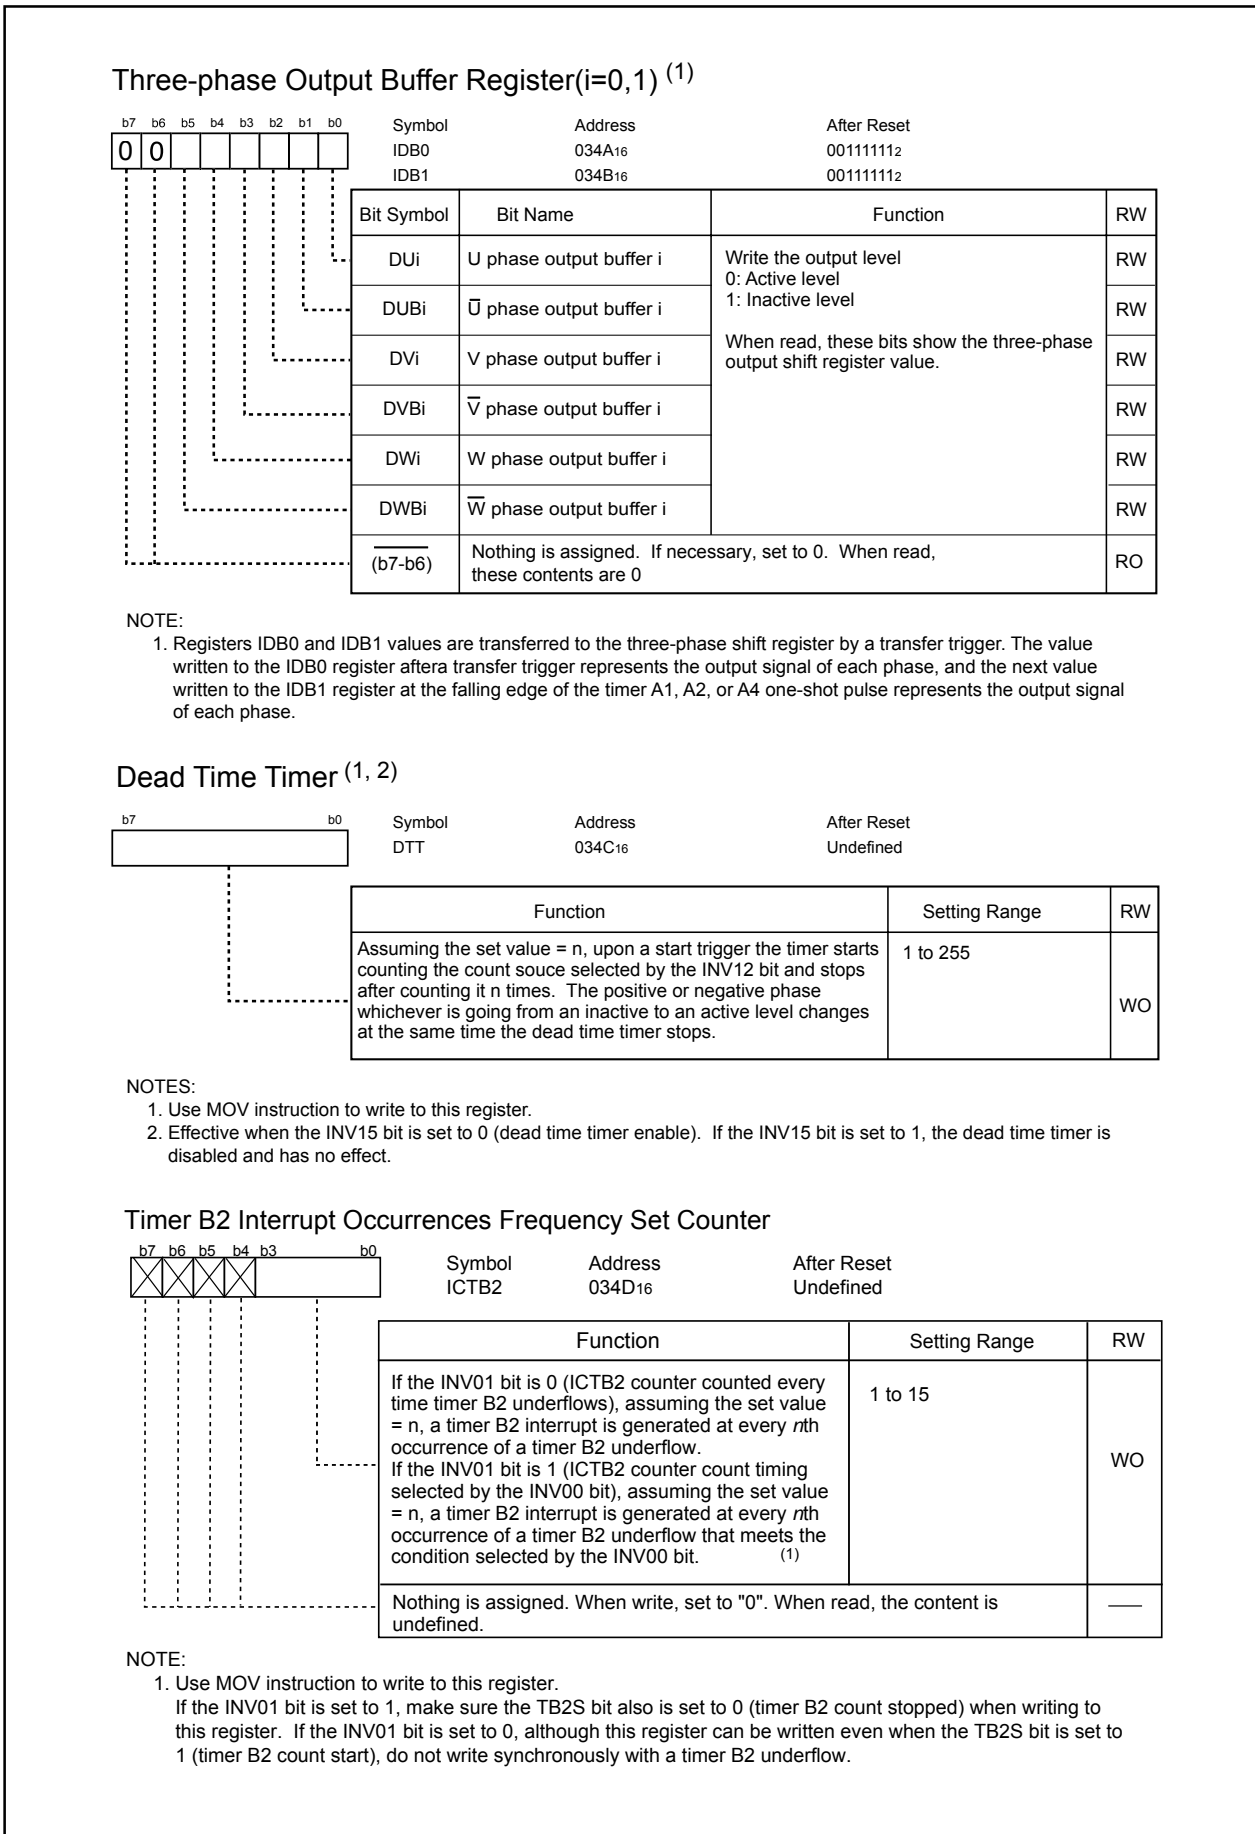 Three-phase Output Buffer Register(i=0,1) (1)
b7 b6 b5 b4 b3 b2 b1 b0
Symbol Address After Reset
0 0
IDB0 034A16 001111112
IDB1 034B16 001111112
Bit Symbol Bit Name Function RW
DUi U phase output buffer i Write the output level RW
0: Active level
1: Inactive level
DUBi U̅ phase output buffer i RW
When read, these bits show the three-phase
output shift register value.
DVi V phase output buffer i RW
DVBi V̅ phase output buffer i RW
DWi W phase output buffer i RW
DWBi W̅ phase output buffer i RW
(b7-b6) Nothing is assigned. If necessary, set to 0. When read, RO
these contents are 0
NOTE:
1. Registers IDB0 and IDB1 values are transferred to the three-phase shift register by a transfer trigger. The value
written to the IDB0 register aftera transfer trigger represents the output signal of each phase, and the next value
written to the IDB1 register at the falling edge of the timer A1, A2, or A4 one-shot pulse represents the output signal
of each phase.
Dead Time Timer (1, 2)
b7 b0
Symbol Address After Reset
DTT 034C16 Undefined
Function Setting Range RW
Assuming the set value = n, upon a start trigger the timer starts 1 to 255
counting the count souce selected by the INV12 bit and stops
after counting it n times. The positive or negative phase
whichever is going from an inactive to an active level changes WO
at the same time the dead time timer stops.
NOTES:
1. Use MOV instruction to write to this register.
2. Effective when the INV15 bit is set to 0 (dead time timer enable). If the INV15 bit is set to 1, the dead time timer is
disabled and has no effect.
Timer B2 Interrupt Occurrences Frequency Set Counter
b7 b6 b5 b4 b3 b0
Symbol Address After Reset
ICTB2 034D16 Undefined
Function Setting Range RW
If the INV01 bit is 0 (ICTB2 counter counted every 1 to 15
time timer B2 underflows), assuming the set value
= n, a timer B2 interrupt is generated at every nth
occurrence of a timer B2 underflow.
If the INV01 bit is 1 (ICTB2 counter count timing WO
selected by the INV00 bit), assuming the set value
= n, a timer B2 interrupt is generated at every nth
occurrence of a timer B2 underflow that meets the
condition selected by the INV00 bit. (1)
Nothing is assigned. When write, set to "0". When read, the content is —
undefined.
NOTE:
1. Use MOV instruction to write to this register.
If the INV01 bit is set to 1, make sure the TB2S bit also is set to 0 (timer B2 count stopped) when writing to
this register. If the INV01 bit is set to 0, although this register can be written even when the TB2S bit is set to
1 (timer B2 count start), do not write synchronously with a timer B2 underflow.